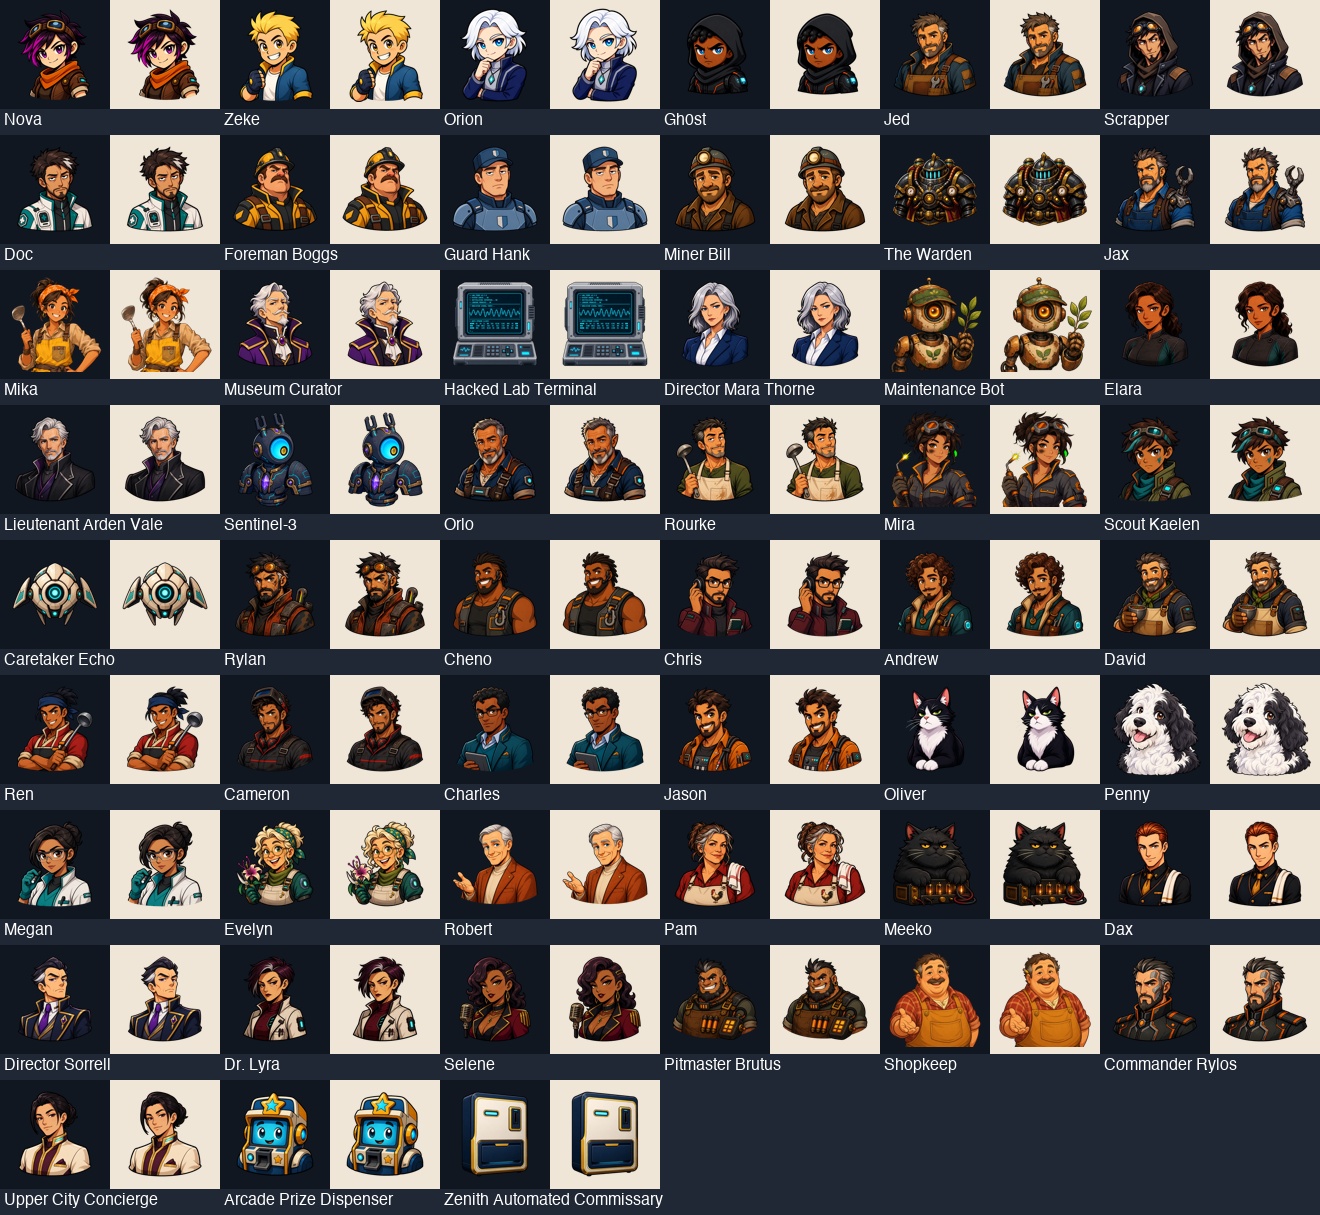 Nova
Zeke
Orion
Ghost
Jed
Scrapper
Doc
Foreman Boggs
Guard Hank
Miner Bill
The Warden
Jax
Mika
Museum Curator
Hacked Lab Terminal
Director Mara Thorne
Maintenance Bot
Elara
Lieutenant Arden Vale
Sentinel-3
Orlo
Rourke
Mira
Scout Kaelen
Caretaker Echo
Rylan
Cheno
Chris
Andrew
David
Ren
Cameron
Charles
Jason
Oliver
Penny
Megan
Evelyn
Robert
Pam
Meeko
Dax
Director Sorrell
Dr. Lyra
Selene
Pitmaster Brutus
Shopkeep
Commander Rylos
Upper City Concierge
Arcade Prize Dispenser
Zenith Automated Commissary